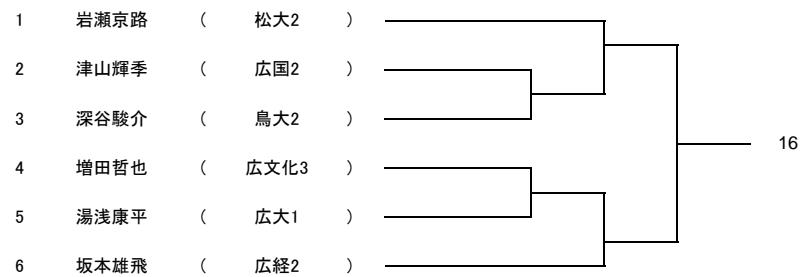 1 岩瀬京路 ( 松大2 )
2 津山輝季 ( 広国2 )
3 深谷駿介 ( 鳥大2 )
16
4 増田哲也 ( 広文化3 )
5 湯浅康平 ( 広大1 )
6 坂本雄飛 ( 広経2 )